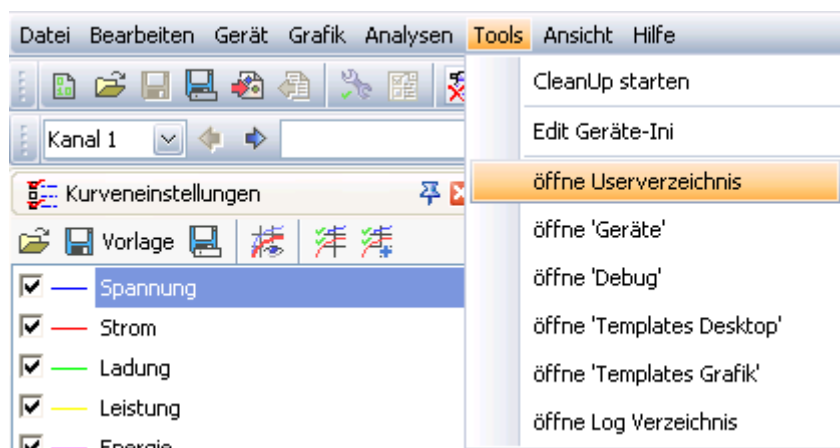 Datei Bearbeiten Gerät Grafik Analysen Tools Ansicht Hilfe
Kanal 1
Kurveneinstellungen
Vorlage
Spannung
Strom
Ladung
Leistung
Energie
CleanUp starten
Edit Geräte-Ini
öffne Userverzeichnis
öffne 'Geräte'
öffne 'Debug'
öffne 'Templates Desktop'
öffne 'Templates Grafik'
öffne Log Verzeichnis